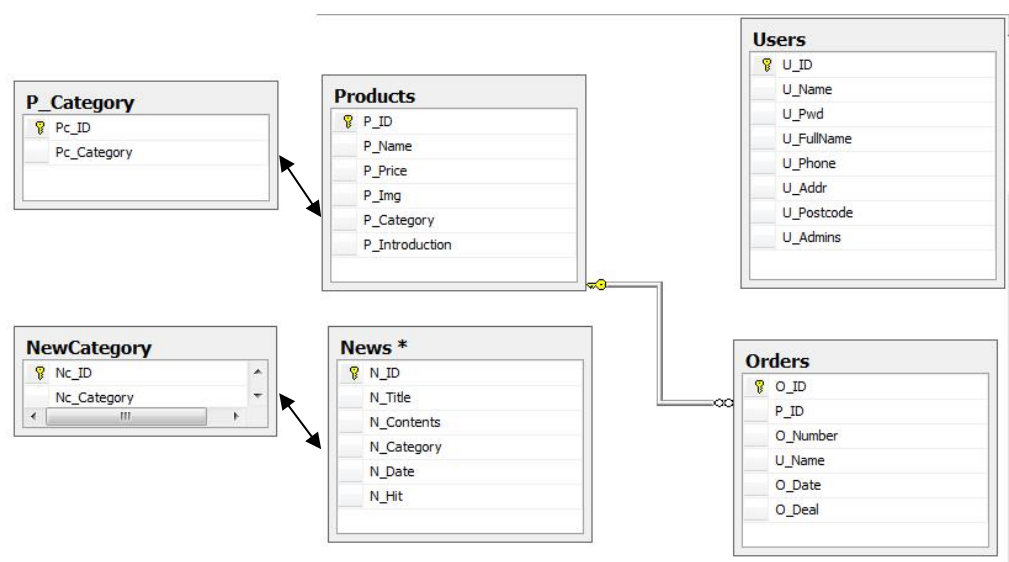 P_Category
Pc_ID
Pc_Category
Products
P_ID
P_Name
P_Price
P_Img
P_Category
P_Introduction
Users
U_ID
U_Name
U_Pwd
U_FullName
U_Phone
U_Addr
U_Postcode
U_Admins
NewCategory
Nc_ID
Nc_Category
News *
N_ID
N_Title
N_Contents
N_Category
N_Date
N_Hit
Orders
O_ID
P_ID
O_Number
U_Name
O_Date
O_Deal